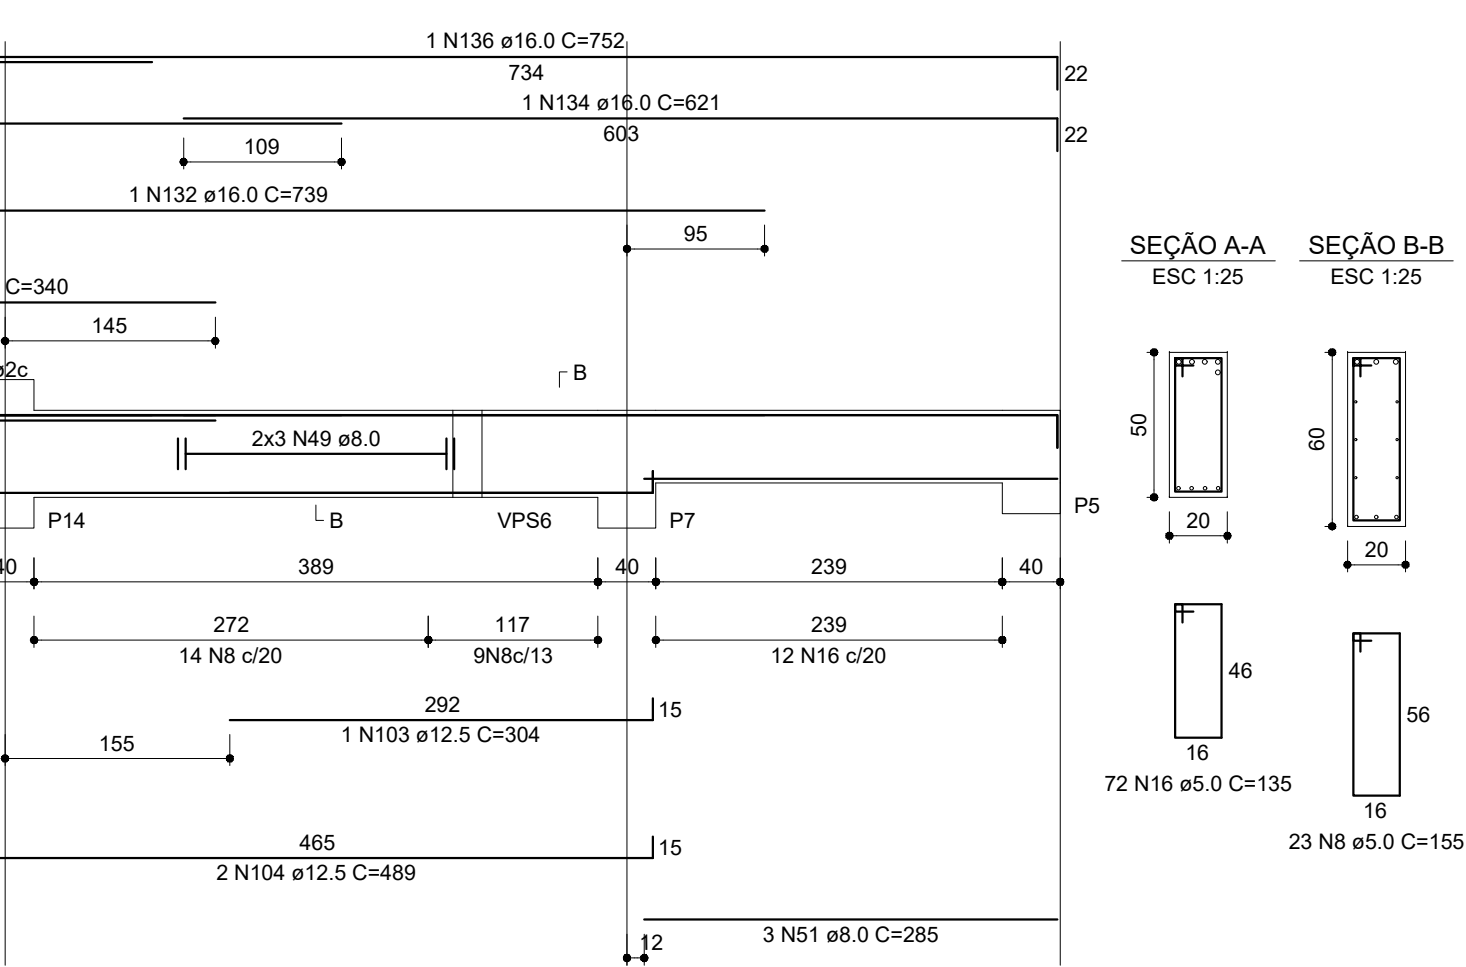 1 N136 ø16.0 C=752
734
22
1 N134 ø16.0 C=621
603
22
109
1 N132 ø16.0 C=739
95
SEÇÃO A-A
ESC 1:25
SEÇÃO B-B
ESC 1:25
C=340
145
ø2c
B
2x3 N49 ø8.0
50
20
60
20
P14
B
VPS6
P7
P5
40
389
40
239
40
272
14 N8 c/20
117
9N8c/13
239
12 N16 c/20
46
16
72 N16 ø5.0 C=135
56
16
23 N8 ø5.0 C=155
292
15
1 N103 ø12.5 C=304
155
465
15
2 N104 ø12.5 C=489
3 N51 ø8.0 C=285
12